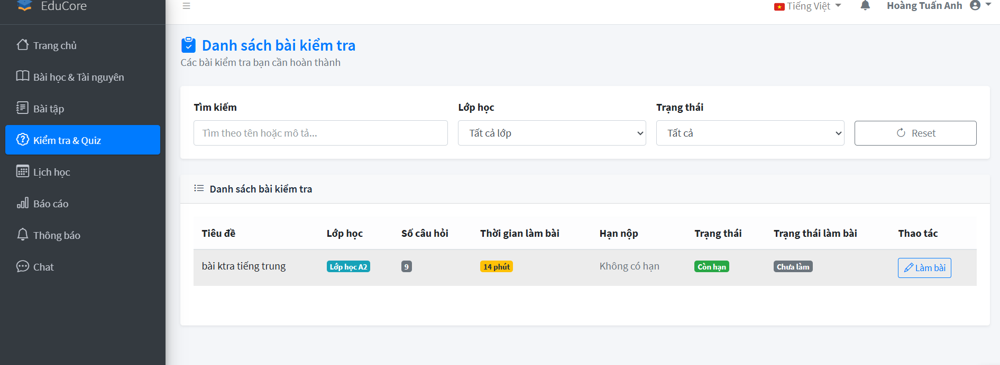 EduCore
Tiếng Việt
Hoàng Tuấn Anh
Trang chủ
Bài học & Tài nguyên
Bài tập
Kiểm tra & Quiz
Lịch học
Báo cáo
Thông báo
Chat
Danh sách bài kiểm tra
Các bài kiểm tra bạn cần hoàn thành
Tìm kiếm Lớp học Trạng thái
Tìm theo tên hoặc mô tả... Tất cả lớp Tất cả Reset
Danh sách bài kiểm tra
Tiêu đề Lớp học Số câu hỏi Thời gian làm bài Hạn nộp Trạng thái Trạng thái làm bài Thao tác
bài ktra tiếng trung Lớp học A2 9 14 phút Không có hạn Còn hạn Chưa làm Làm bài